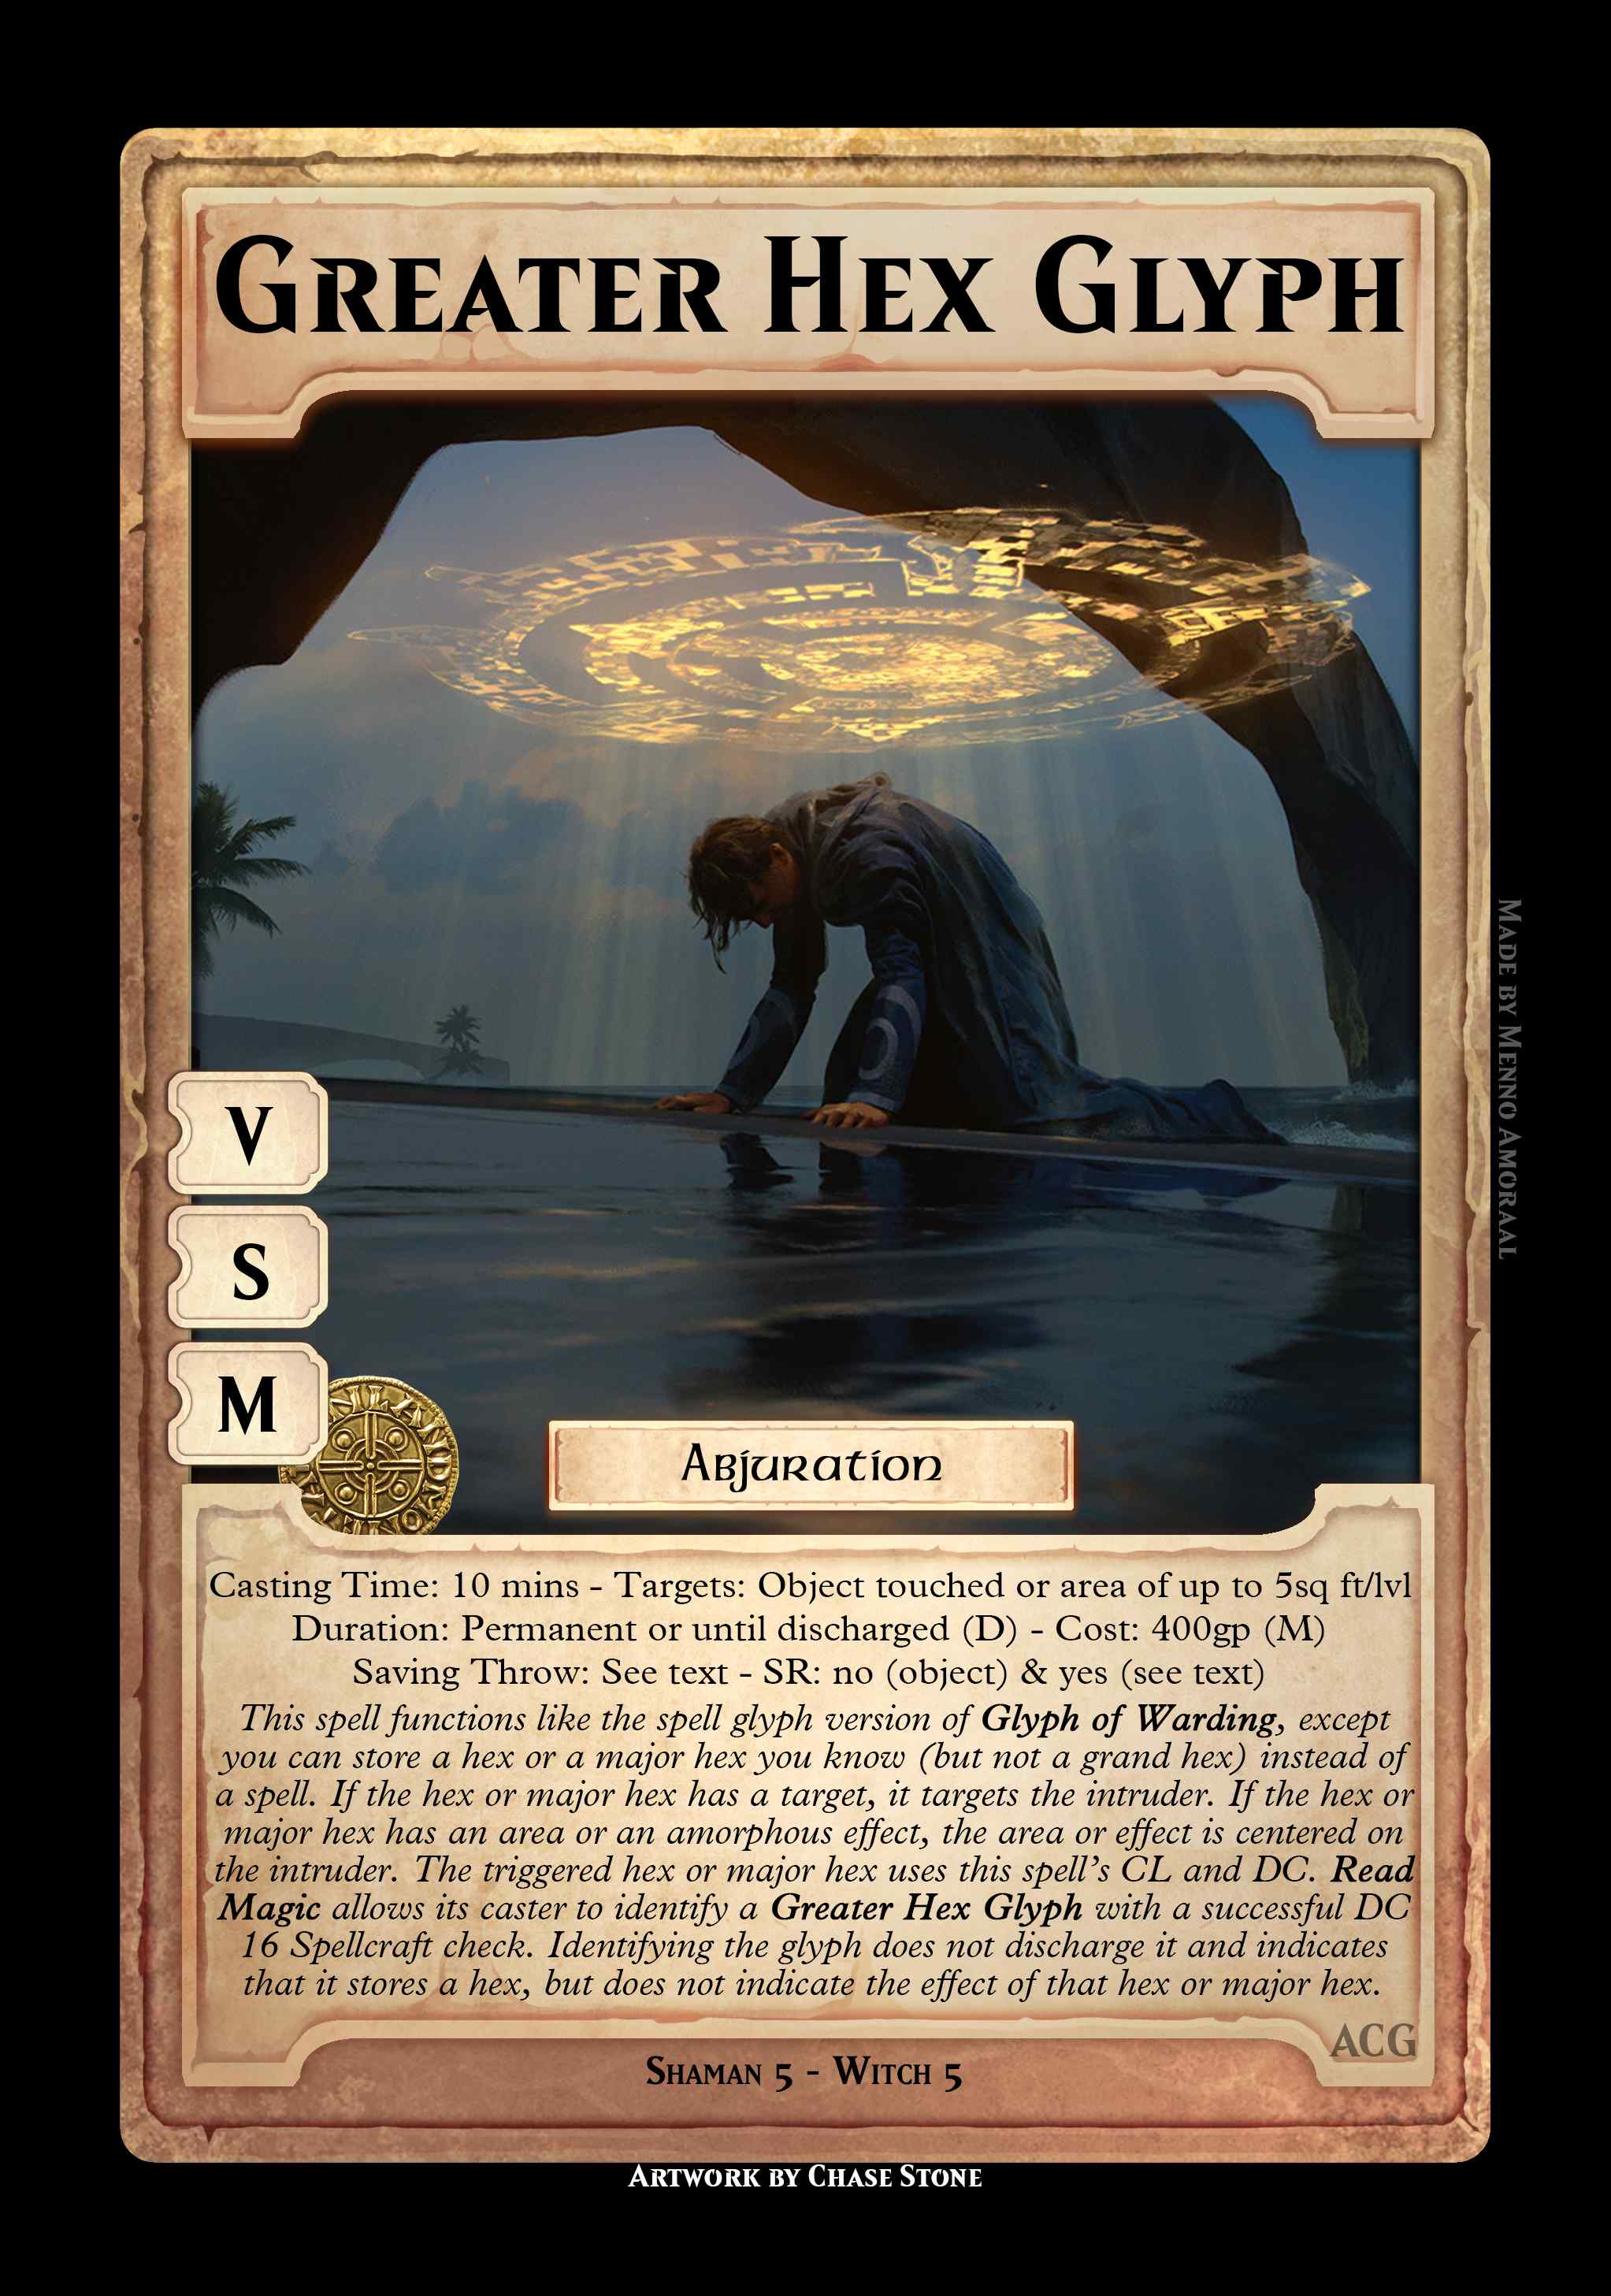 Greater Hex Glyph
V
S
M
Abjuration
Casting Time: 10 mins - Targets: Object touched or area of up to 5sq ft/lvl
Duration: Permanent or until discharged (D) - Cost: 400gp (M)
Saving Throw: See text - SR: no (object) & yes (see text)
This spell functions like the spell glyph version of Glyph of Warding, except
you can store a hex or a major hex you know (but not a grand hex) instead of
a spell. If the hex or major hex has a target, it targets the intruder. If the hex or
major hex has an area or an amorphous effect, the area or effect is centered on
the intruder. The triggered hex or major hex uses this spell's CL and DC. Read
Magic allows its caster to identify a Greater Hex Glyph with a successful DC
16 Spellcraft check. Identifying the glyph does not discharge it and indicates
that it stores a hex, but does not indicate the effect of that hex or major hex.
ACG
Shaman 5 - Witch 5
Artwork by Chase Stone
Made by Menno Amoraal